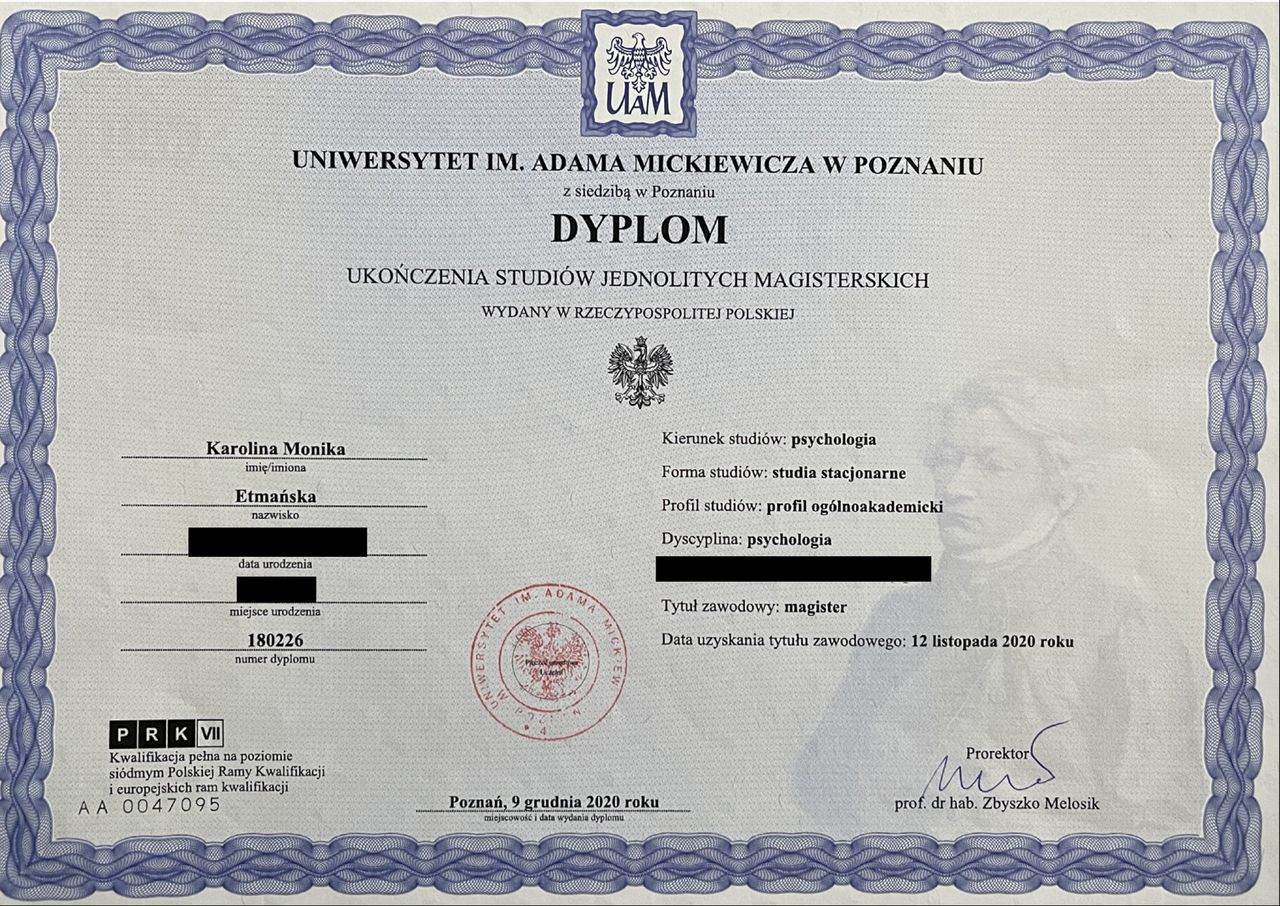 UAM
UNIWERSYTET IM. ADAMA MICKIEWICZA W POZNANIU
z siedzibą w Poznaniu
DYPLOM
UKOŃCZENIA STUDIÓW JEDNOLITYCH MAGISTERSKICH
WYDANY W RZECZYPOSPOLITEJ POLSKIEJ
Karolina Monika
imię/imiona
Etmańska
nazwisko
data urodzenia
miejsce urodzenia
180226
numer dyplomu
Kierunek studiów: psychologia
Forma studiów: studia stacjonarne
Profil studiów: profil ogólnoakademicki
Dyscyplina: psychologia
Tytuł zawodowy: magister
Data uzyskania tytułu zawodowego: 12 listopada 2020 roku
UNIWERSYTET IM. ADAMA MICKIEW
W
4
PRK VII
Kwalifikacja pełna na poziomie
siódmym Polskiej Ramy Kwalifikacji
i europejskich ram kwalifikacji
AA 0047095
Poznań, 9 grudnia 2020 roku
miejscowość i data wydania dyplomu
Prorektor
prof. dr hab. Zbyszko Melosik